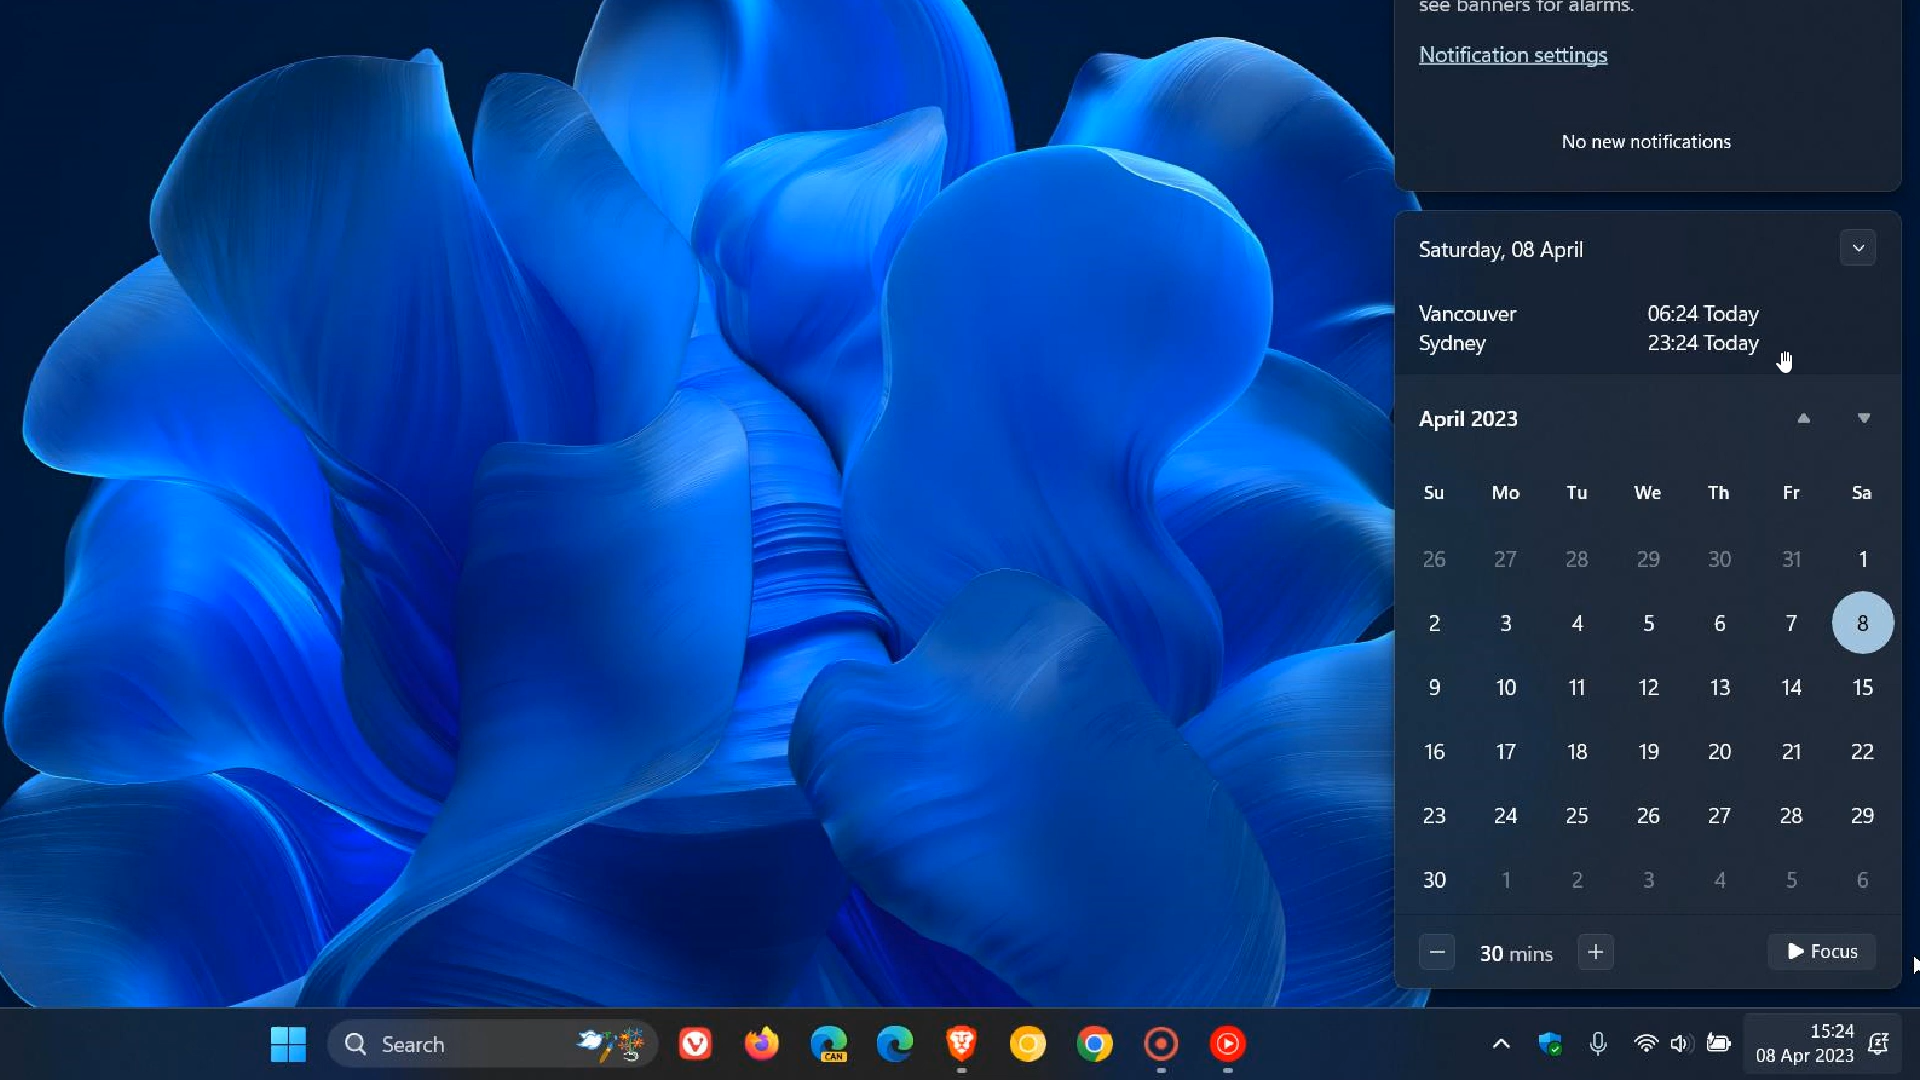 see banners for alarms.
Notification settings
No new notifications
Saturday, 08 April
Vancouver 06:24 Today
Sydney 23:24 Today
April 2023
Su Mo Tu We Th Fr Sa
26 27 28 29 30 31 1
2 3 4 5 6 7 8
9 10 11 12 13 14 15
16 17 18 19 20 21 22
23 24 25 26 27 28 29
30 1 2 3 4 5 6
30 mins
Focus
Search
CAN
15:24
08 Apr 2023